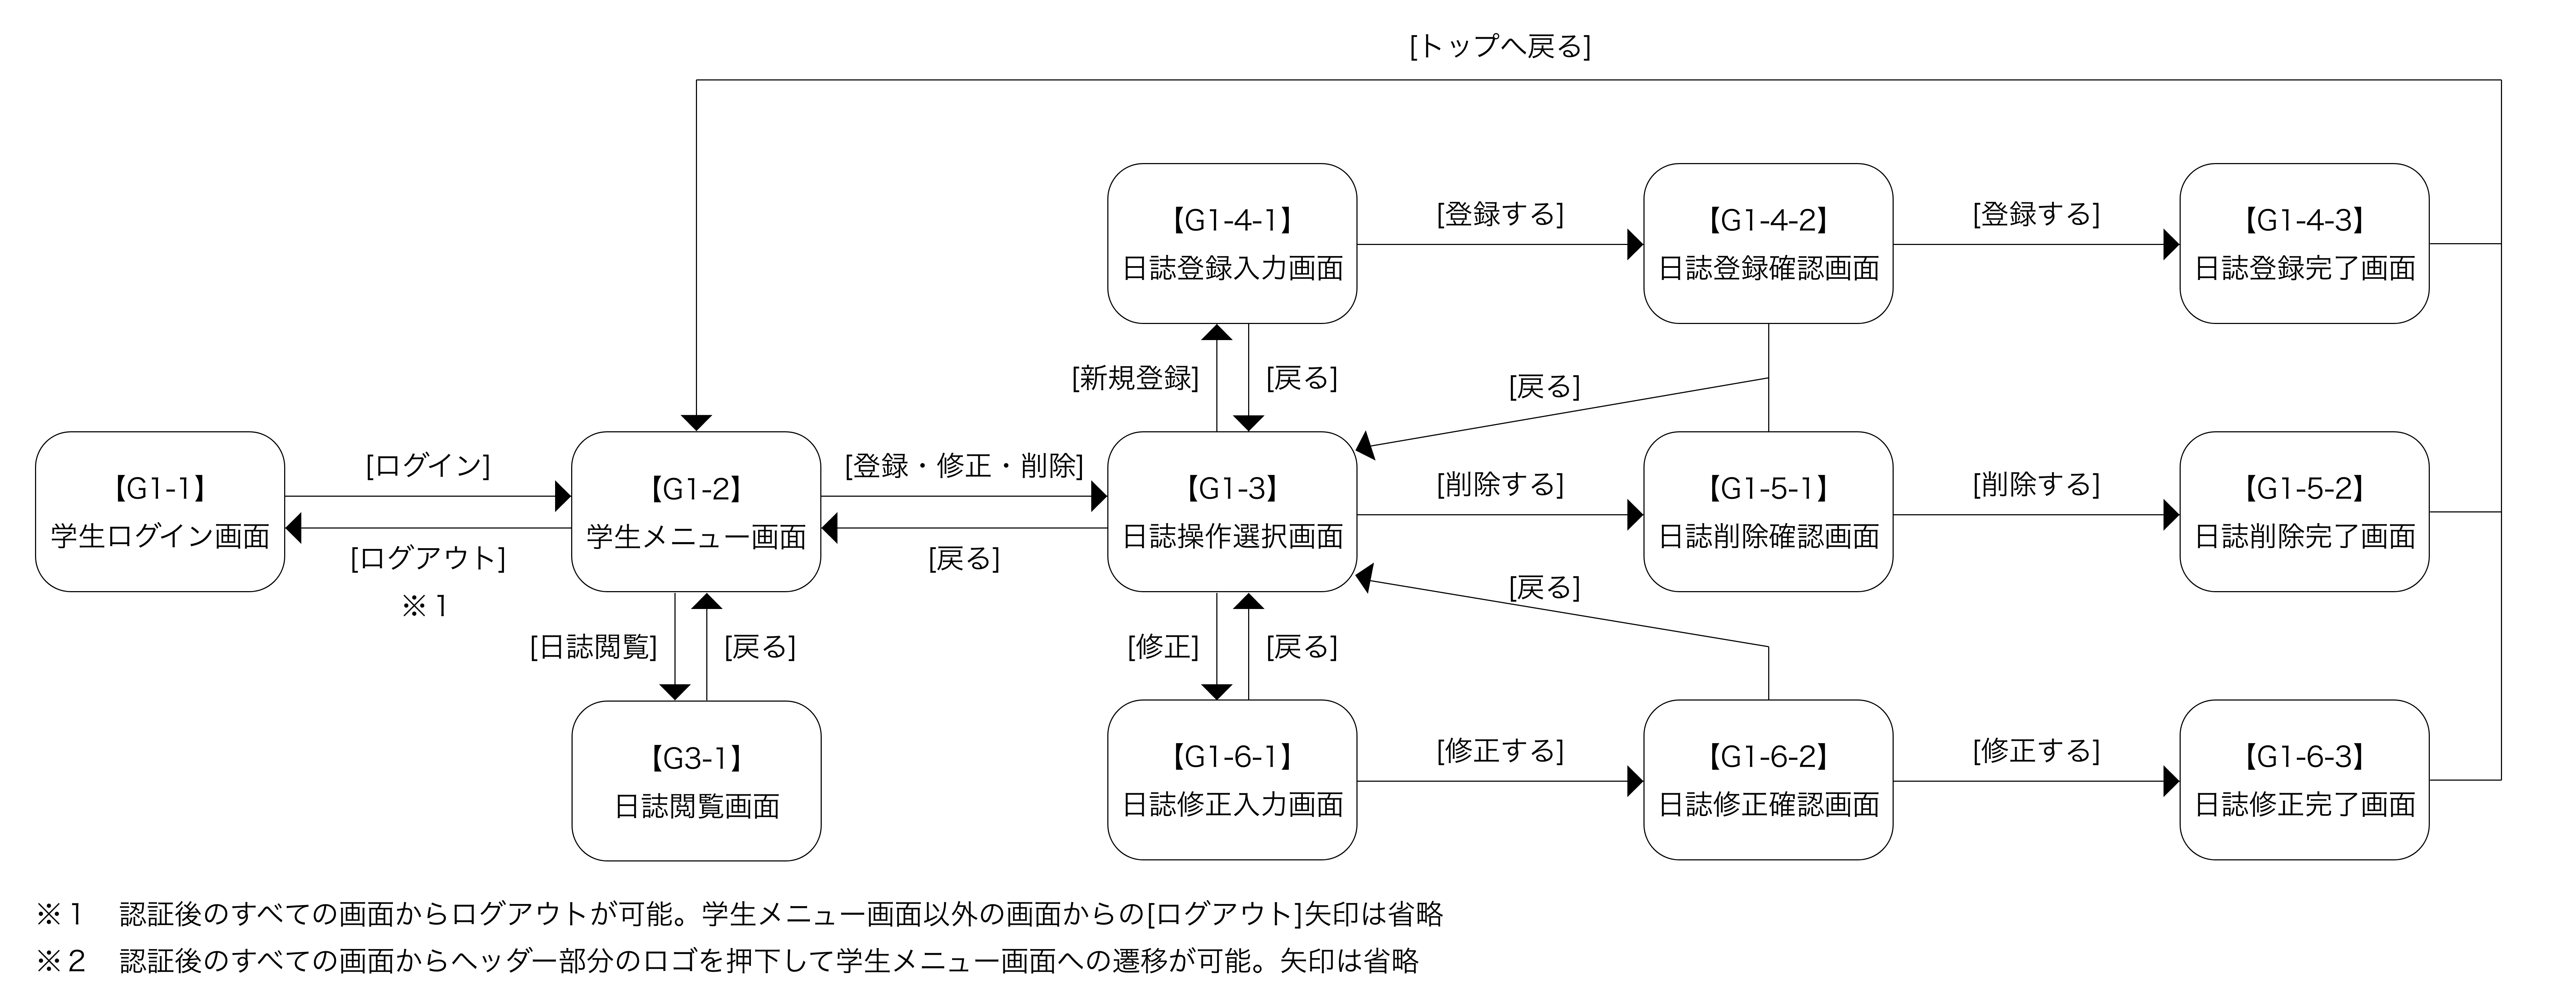 [トップへ戻る]
【G1-4-1】
日誌登録入力画面
[登録する]
【G1-4-2】
日誌登録確認画面
[登録する]
【G1-4-3】
日誌登録完了画面
[新規登録]
[戻る]
[戻る]
【G1-1】
学生ログイン画面
[ログイン]
[ログアウト]
※１
【G1-2】
学生メニュー画面
[登録・修正・削除]
[戻る]
【G1-3】
日誌操作選択画面
[削除する]
【G1-5-1】
日誌削除確認画面
[削除する]
【G1-5-2】
日誌削除完了画面
[日誌閲覧]
[戻る]
[修正]
[戻る]
[戻る]
【G3-1】
日誌閲覧画面
【G1-6-1】
日誌修正入力画面
[修正する]
【G1-6-2】
日誌修正確認画面
[修正する]
【G1-6-3】
日誌修正完了画面
※１　認証後のすべての画面からログアウトが可能。学生メニュー画面以外の画面からの[ログアウト]矢印は省略
※２　認証後のすべての画面からヘッダー部分のロゴを押下して学生メニュー画面への遷移が可能。矢印は省略